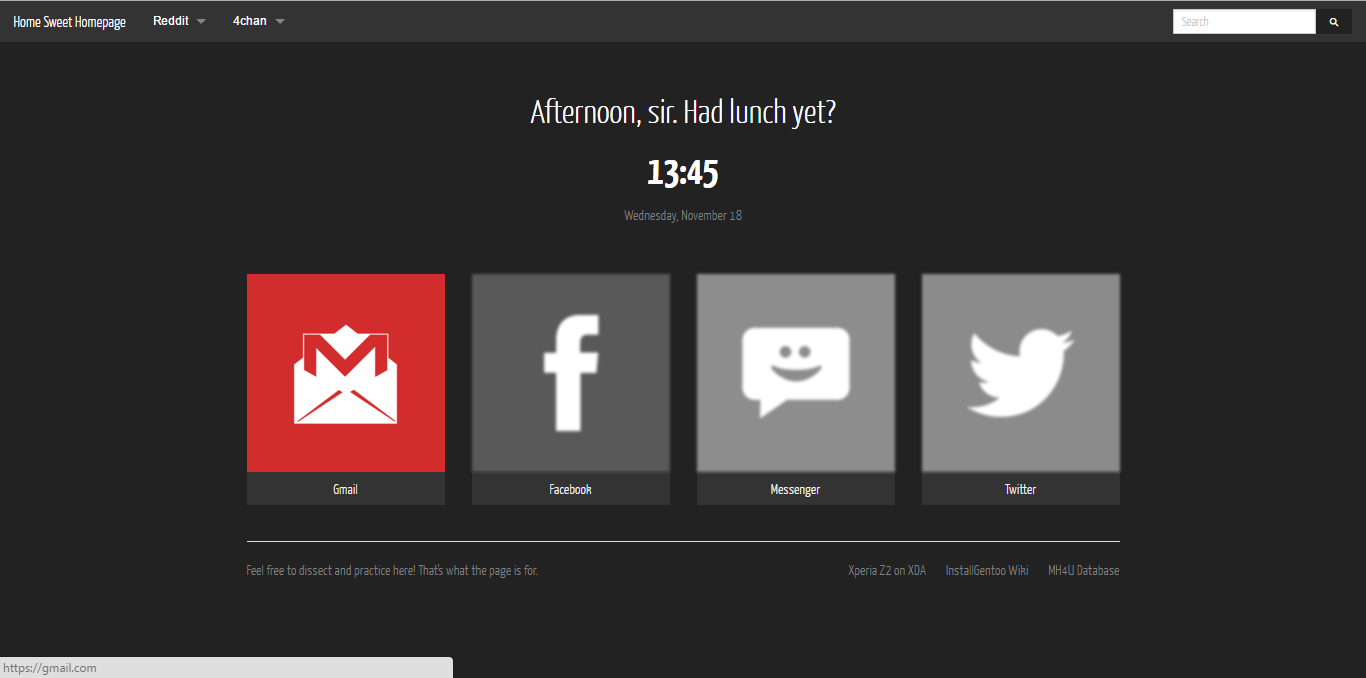 Home Sweet Homepage Reddit 4chan Search
Afternoon, sir. Had lunch yet?
13:45
Wednesday, November 18
Gmail Facebook Messenger Twitter
Feel free to dissect and practice here! That's what the page is for. Xperia Z2 on XDA InstallGentoo Wiki MH4U Database
https://gmail.com